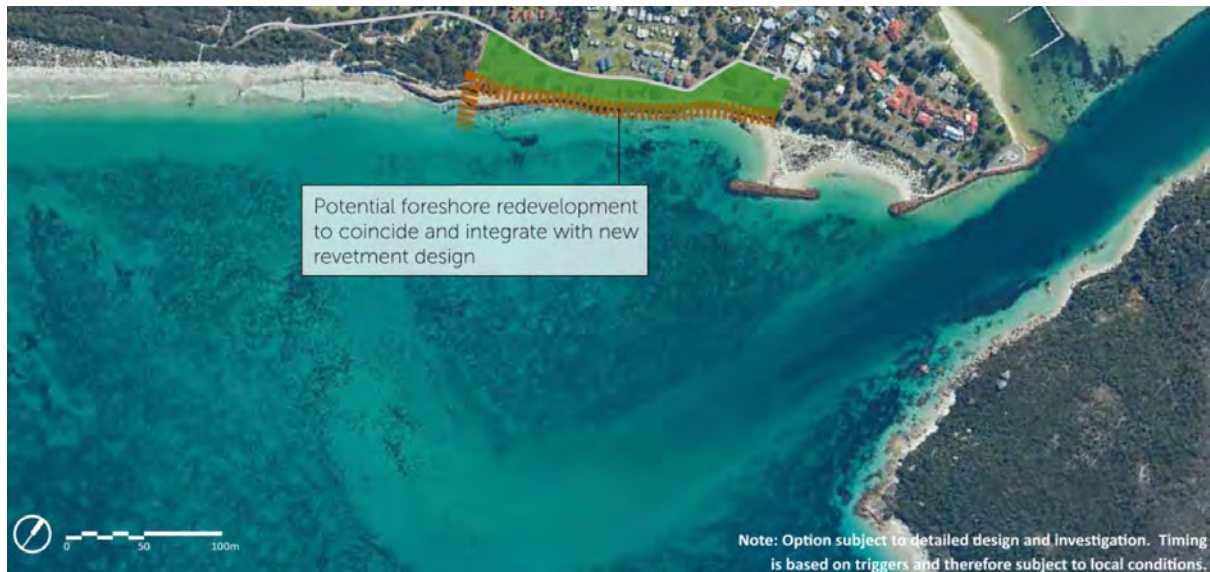 Potential foreshore redevelopment
to coincide and integrate with new
revetment design
0 50 100m
Note: Option subject to detailed design and investigation. Timing
is based on triggers and therefore subject to local conditions.